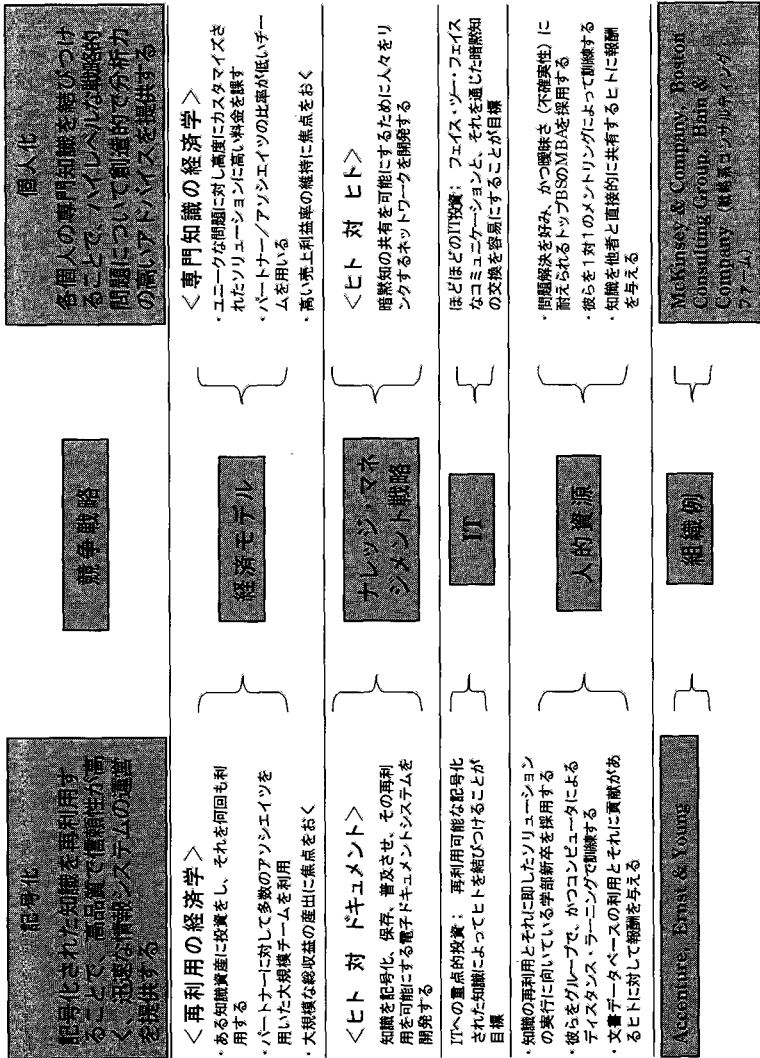 記号化
記号化された知識を再利用す
ることで、高品質で信頼性が高
く、迅速な情報システムの運営
を提供する
競争戦略
個人化
各個人の専門知識を結びつけ
ることで、ハイレベルな戦略的
問題について創造的で分析力
の高いアドバイスを提供する
＜再利用の経済学＞
・ある知識資産に投資をし、それを何回も利
用する
・パートナーに対して多数のアソシエイツを
用いた大規模チームを利用
・大規模な総収益の産出に焦点をおく
経済モデル
＜専門知識の経済学＞
・ユニークな問題に対し高度にカスタマイズさ
れたソリューションに高い料金を課す
・パートナー/アソシエイツの比率が低いチー
ムを用いる
・高い売上利益率の維持に焦点をおく
＜ヒト 対 ドキュメント＞
知識を記号化、保存、普及させ、その再利
用を可能にする電子ドキュメントシステムを
開発する
ナレッジ・マネ
ジメント戦略
＜ヒト 対 ヒト＞
暗黙知の共有を可能にするために人々をリ
ンクするネットワークを開発する
ITへの重点的投資； 再利用可能な記号化
された知識によってヒトを結びつけることが
目標
IT
ほどほどのIT投資； フェイス・ツー・フェイス
なコミュニケーションと、それを通じた暗黙知
の交換を容易にすることが目標
・知識の再利用とそれに即したソリューション
の実行に向いている学部新卒を採用する
・彼らをグループで、かつコンピュータによる
ディスタンス・ラーニングで訓練する
・文書データベースの利用とそれに貢献があ
るヒトに対して報酬を与える
人的資源
・問題解決を好み、かつ曖昧さ（不確実性）に
耐えられるトップBSのMBAを採用する
・彼らを1対1のメントリングによって訓練する
・知識を他者と直接的に共有するヒトに報酬
を与える
Accenture, Ernst & Young
組織例
McKinsey & Company, Boston
Consulting Group, Bain &
Company （戦略系コンサルティング
ファーム）